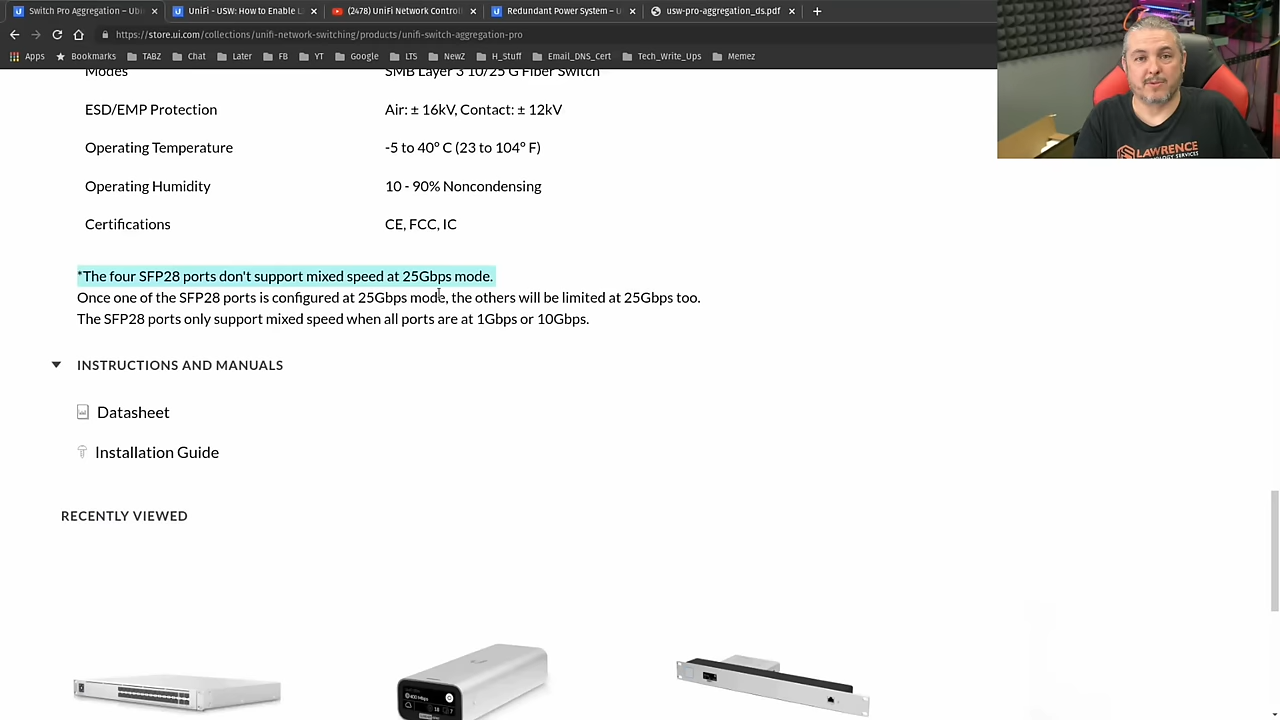 Switch Pro Aggregation – Ubi
UniFi - USW: How to Enable L
(2478) UniFi Network Contro
Redundant Power System – U
usw-pro-aggregation_ds.pdf
https://store.ui.com/collections/unifi-network-switching/products/unifi-switch-aggregation-pro
Apps Bookmarks TABZ Chat Later FB YT Google LTS NewZ H_Stuff Email_DNS_Cert Tech_Write_Ups Memez
Modes SMB Layer 3 10/25 G Fiber Switch
ESD/EMP Protection Air: ± 16kV, Contact: ± 12kV
Operating Temperature -5 to 40° C (23 to 104° F)
Operating Humidity 10 - 90% Noncondensing
Certifications CE, FCC, IC
*The four SFP28 ports don't support mixed speed at 25Gbps mode.
Once one of the SFP28 ports is configured at 25Gbps mode, the others will be limited at 25Gbps too.
The SFP28 ports only support mixed speed when all ports are at 1Gbps or 10Gbps.
INSTRUCTIONS AND MANUALS
Datasheet
Installation Guide
RECENTLY VIEWED
LAWRENCE